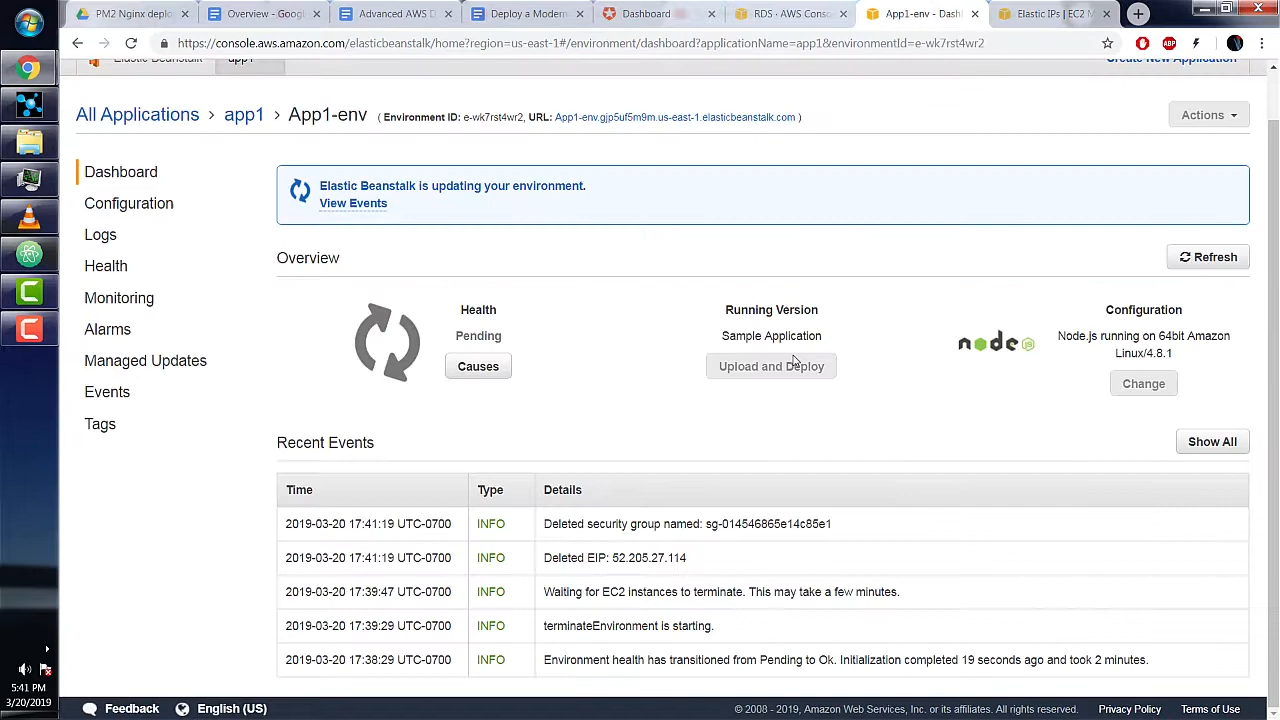 PM2 Nginx deplo
Overview - Goog
Advanced AWS D
Deploy a M
Dashboard
AWS C
App1-env - Dash
Elastic IPs | EC2 M
https://console.aws.amazon.com/elasticbeanstalk/home?region=us-east-1#/environment/dashboard?applicationName=app1&environmentId=e-wk7rst4wr2
ABP
Elastic Beanstalk
app1
Create New Application
All Applications > app1 > App1-env ( Environment ID: e-wk7rst4wr2, URL: App1-env.gjp5uf5m9m.us-east-1.elasticbeanstalk.com )
Actions
Dashboard
Configuration
Logs
Health
Monitoring
Alarms
Managed Updates
Events
Tags
Elastic Beanstalk is updating your environment.
View Events
Overview
Refresh
Health
Pending
Causes
Running Version
Sample Application
Upload and Deploy
node JS
Configuration
Node.js running on 64bit Amazon
Linux/4.8.1
Change
Recent Events
Show All
Time Type Details
2019-03-20 17:41:19 UTC-0700 INFO Deleted security group named: sg-014546865e14c85e1
2019-03-20 17:41:19 UTC-0700 INFO Deleted EIP: 52.205.27.114
2019-03-20 17:39:47 UTC-0700 INFO Waiting for EC2 instances to terminate. This may take a few minutes.
2019-03-20 17:39:29 UTC-0700 INFO terminateEnvironment is starting.
2019-03-20 17:38:29 UTC-0700 INFO Environment health has transitioned from Pending to Ok. Initialization completed 19 seconds ago and took 2 minutes.
5:41 PM
3/20/2019
Feedback
English (US)
© 2008 - 2019, Amazon Web Services, Inc. or its affiliates. All rights reserved.
Privacy Policy
Terms of Use